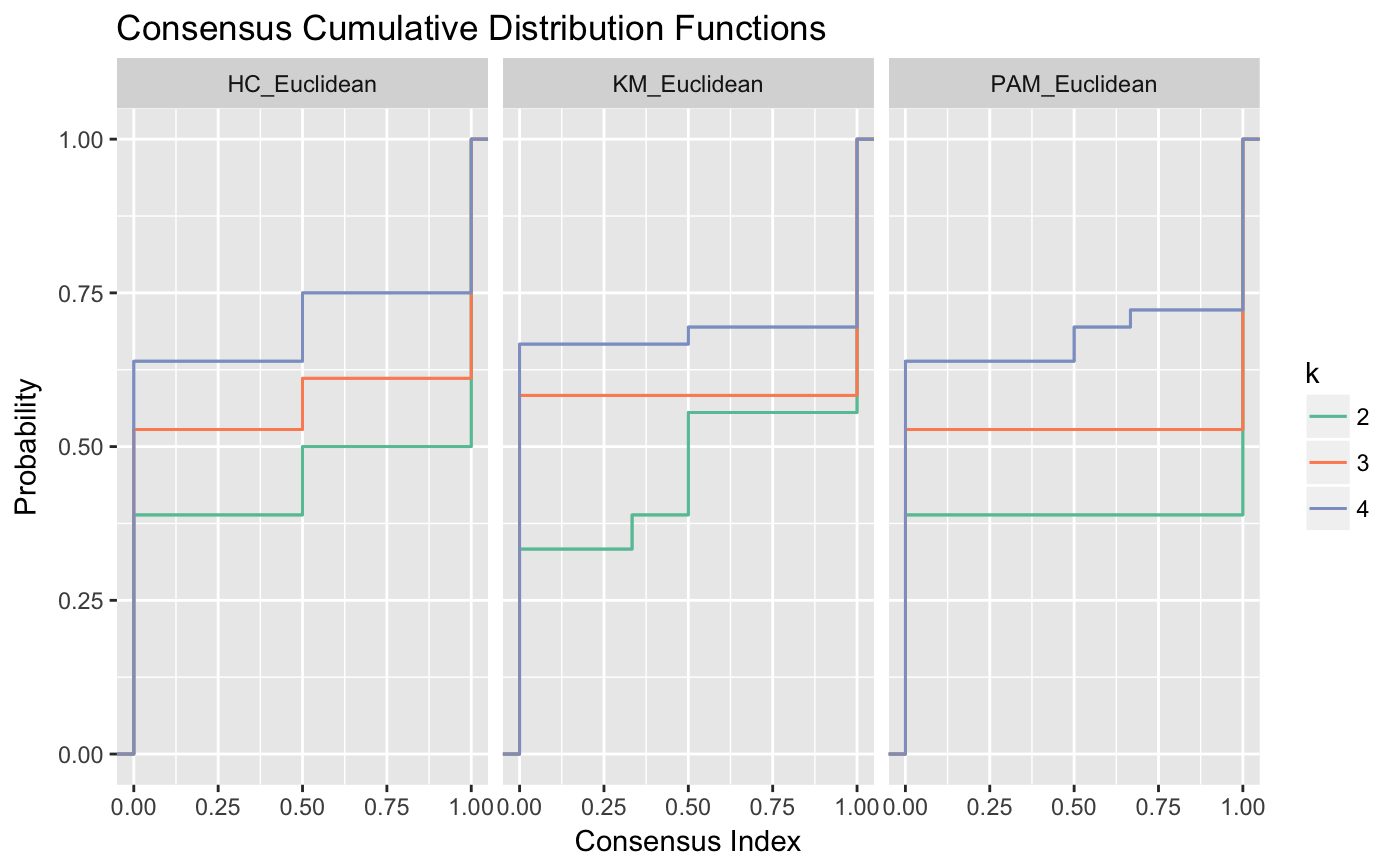 Consensus Cumulative Distribution Functions
HC_Euclidean KM_Euclidean PAM_Euclidean
1.00
0.75
0.50
0.25
0.00
Probability
0.00 0.25 0.50 0.75 1.00 0.00 0.25 0.50 0.75 1.00 0.00 0.25 0.50 0.75 1.00
Consensus Index
k
2
3
4